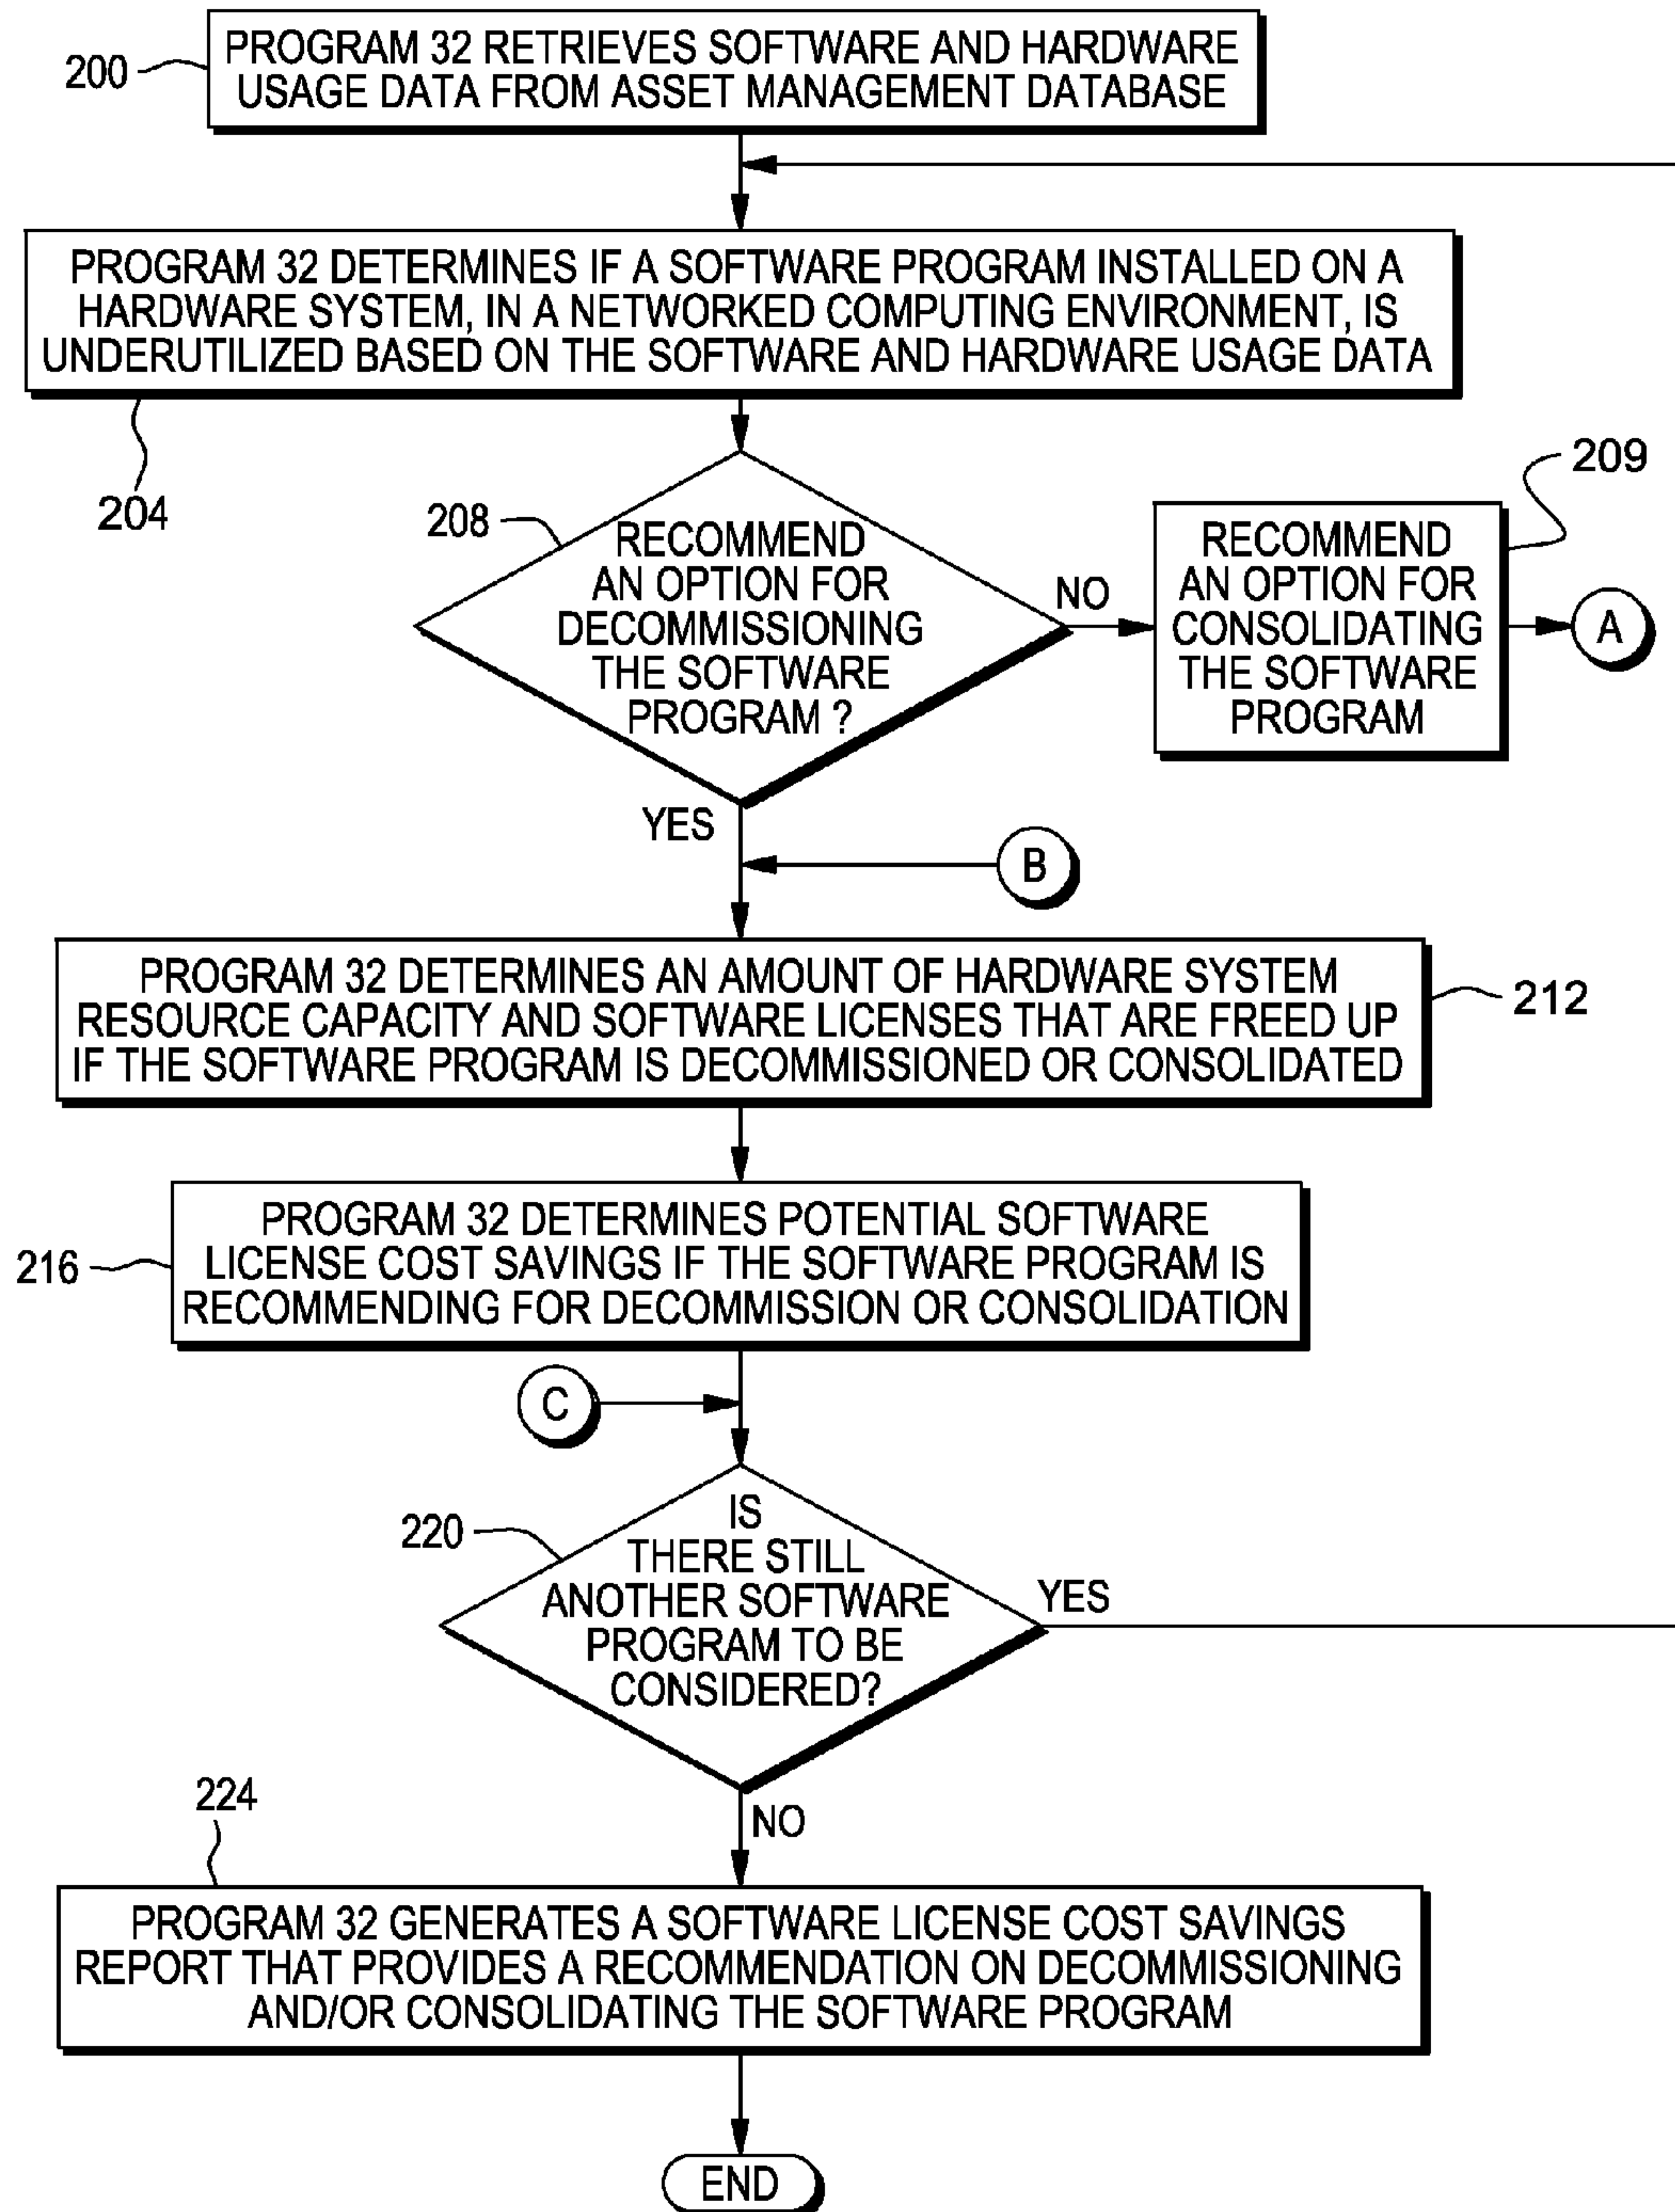 200
PROGRAM 32 RETRIEVES SOFTWARE AND HARDWARE
USAGE DATA FROM ASSET MANAGEMENT DATABASE
PROGRAM 32 DETERMINES IF A SOFTWARE PROGRAM INSTALLED ON A
HARDWARE SYSTEM, IN A NETWORKED COMPUTING ENVIRONMENT, IS
UNDERUTILIZED BASED ON THE SOFTWARE AND HARDWARE USAGE DATA
204
208
RECOMMEND
AN OPTION FOR
DECOMMISSIONING
THE SOFTWARE
PROGRAM ?
NO
209
RECOMMEND
AN OPTION FOR
CONSOLIDATING
THE SOFTWARE
PROGRAM
A
YES
B
PROGRAM 32 DETERMINES AN AMOUNT OF HARDWARE SYSTEM
RESOURCE CAPACITY AND SOFTWARE LICENSES THAT ARE FREED UP
IF THE SOFTWARE PROGRAM IS DECOMMISSIONED OR CONSOLIDATED
212
216
PROGRAM 32 DETERMINES POTENTIAL SOFTWARE
LICENSE COST SAVINGS IF THE SOFTWARE PROGRAM IS
RECOMMENDING FOR DECOMMISSION OR CONSOLIDATION
C
220
IS
THERE STILL
ANOTHER SOFTWARE
PROGRAM TO BE
CONSIDERED?
YES
NO
224
PROGRAM 32 GENERATES A SOFTWARE LICENSE COST SAVINGS
REPORT THAT PROVIDES A RECOMMENDATION ON DECOMMISSIONING
AND/OR CONSOLIDATING THE SOFTWARE PROGRAM
END